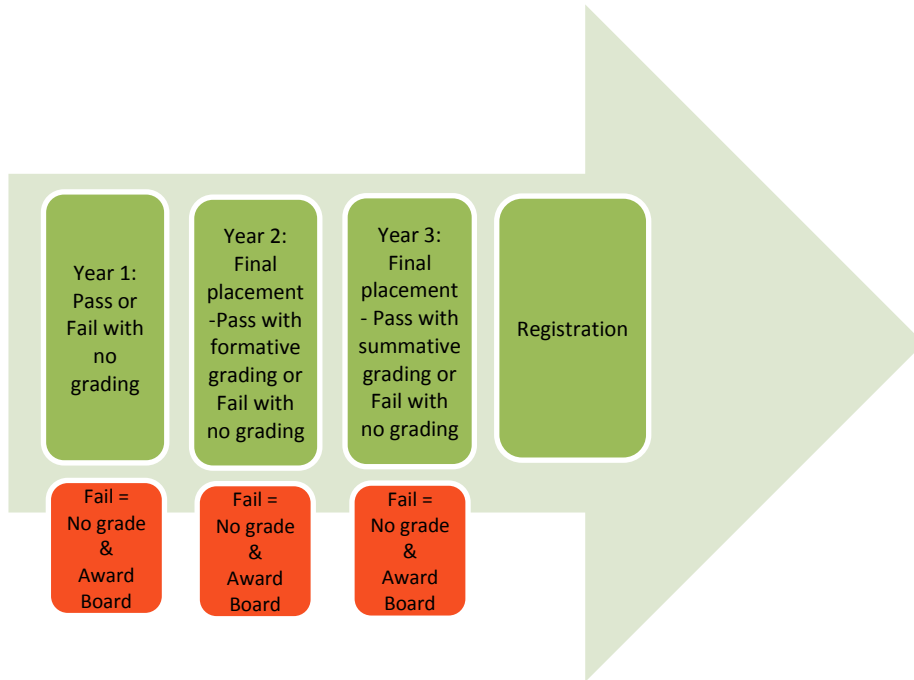 Year 1:
Pass or
Fail with
no
grading
Year 2:
Final
placement
-Pass with
formative
grading or
Fail with
no grading
Year 3:
Final
placement
- Pass with
summative
grading or
Fail with
no grading
Registration
Fail =
No grade
&
Award
Board
Fail =
No grade
&
Award
Board
Fail =
No grade
&
Award
Board